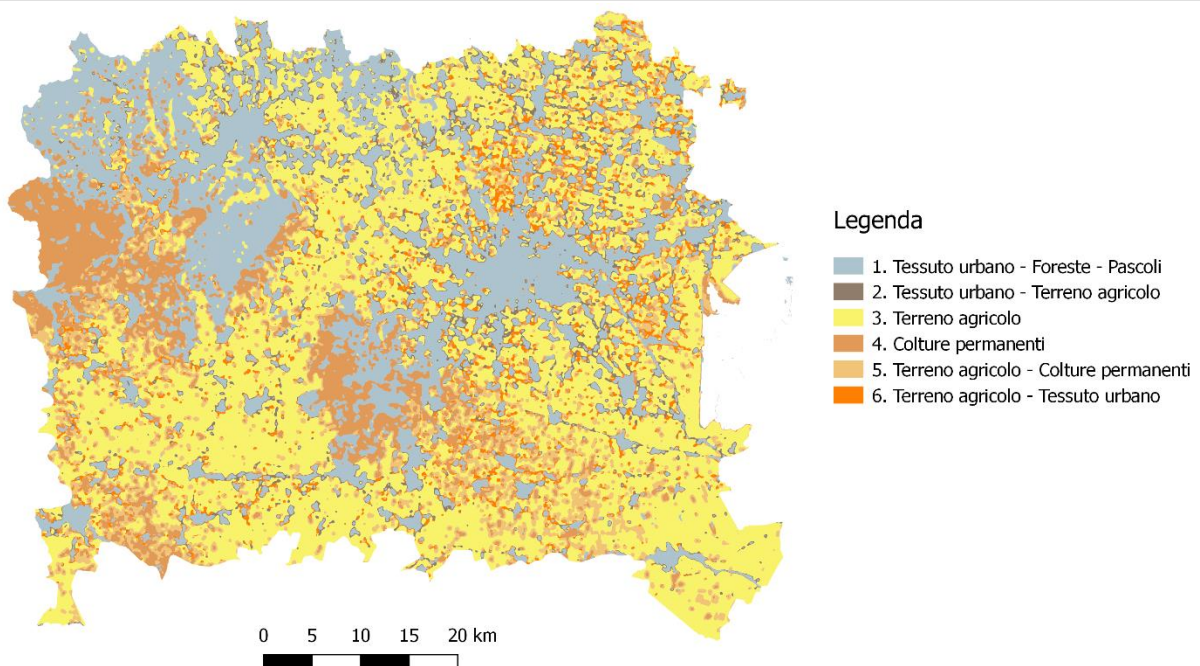 Legenda
1. Tessuto urbano - Foreste - Pascoli
2. Tessuto urbano - Terreno agricolo
3. Terreno agricolo
4. Colture permanenti
5. Terreno agricolo - Colture permanenti
6. Terreno agricolo - Tessuto urbano
0 5 10 15 20 km